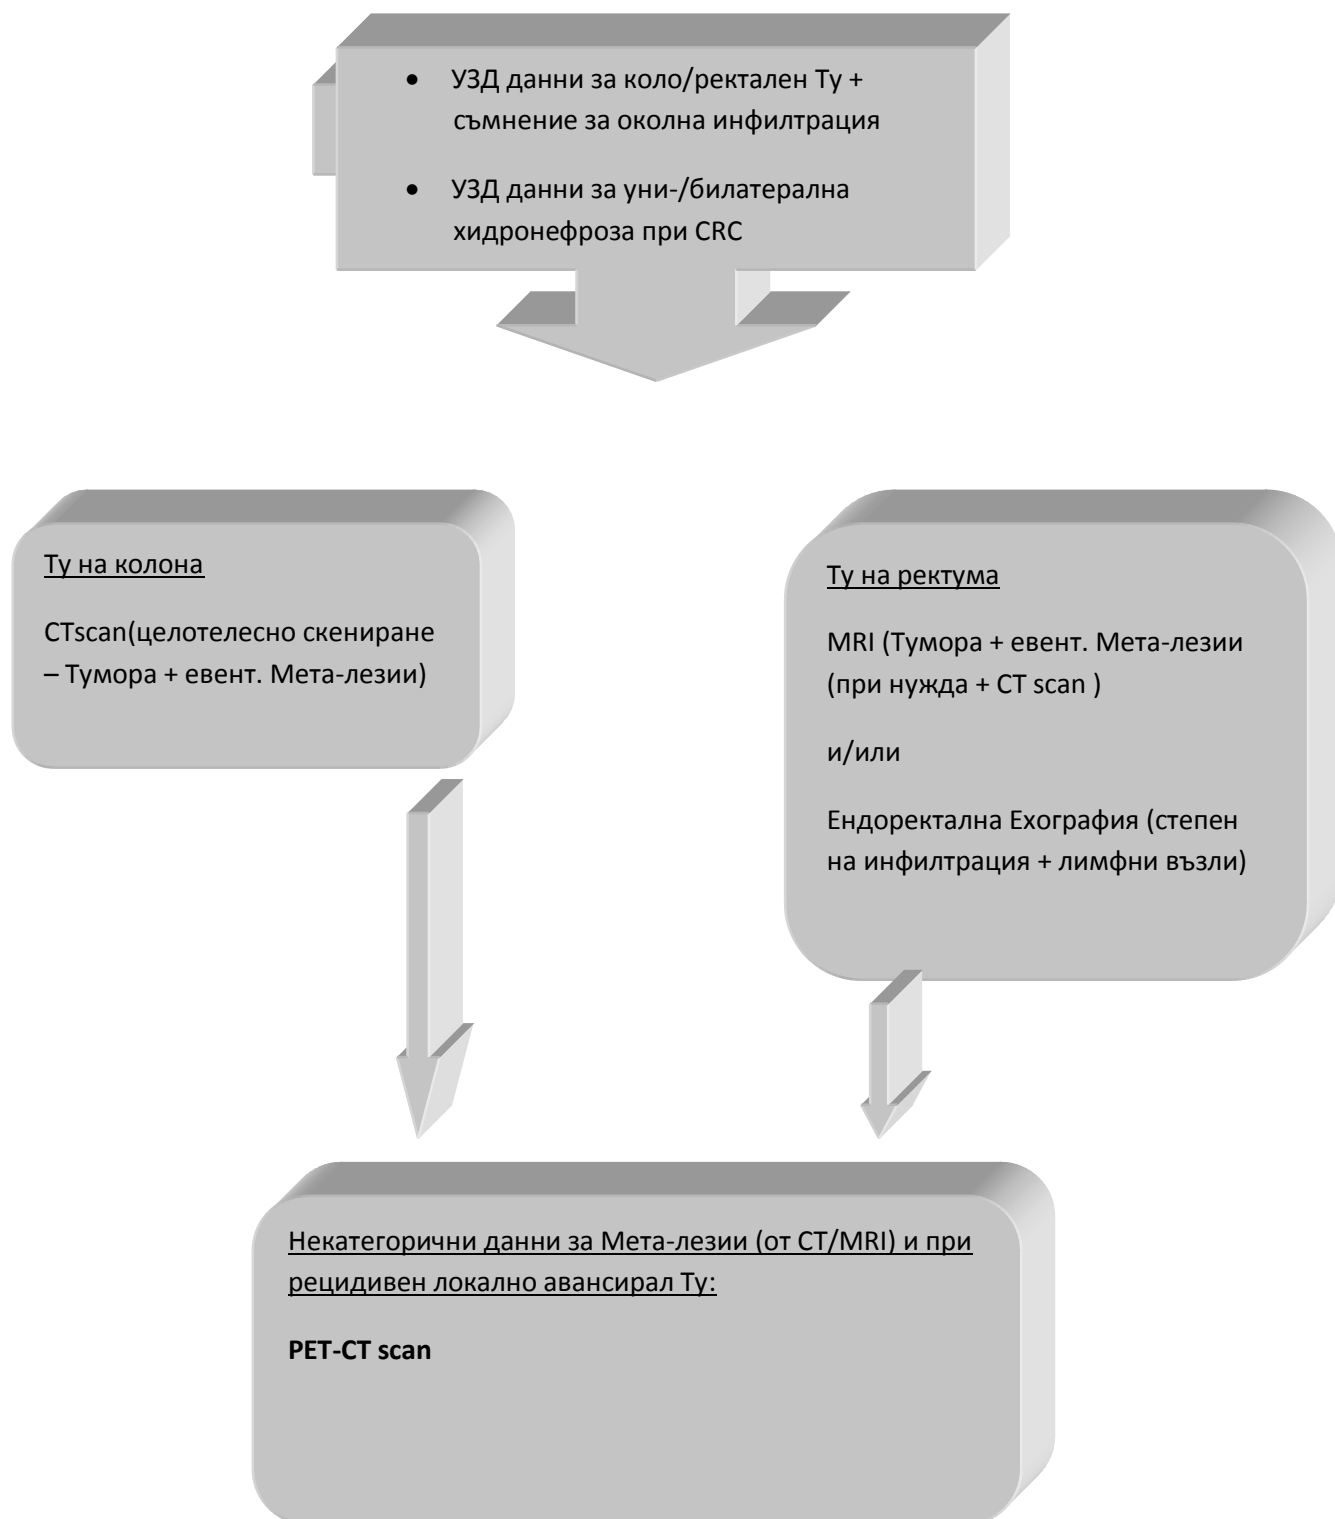 • УЗД данни за коло/ректален Ту +
съмнение за околна инфилтрация
• УЗД данни за уни-/билатерална
хидронефроза при CRC
Ту на колона
CTscan(целотелесно скениране
– Тумора + евент. Мета-лезии)
Ту на ректума
MRI (Тумора + евент. Мета-лезии
(при нужда + CT scan )
и/или
Ендоректална Ехография (степен
на инфилтрация + лимфни възли)
Некатегорични данни за Мета-лезии (от CT/MRI) и при
рецидивен локално авансирал Ту:
PET-CT scan